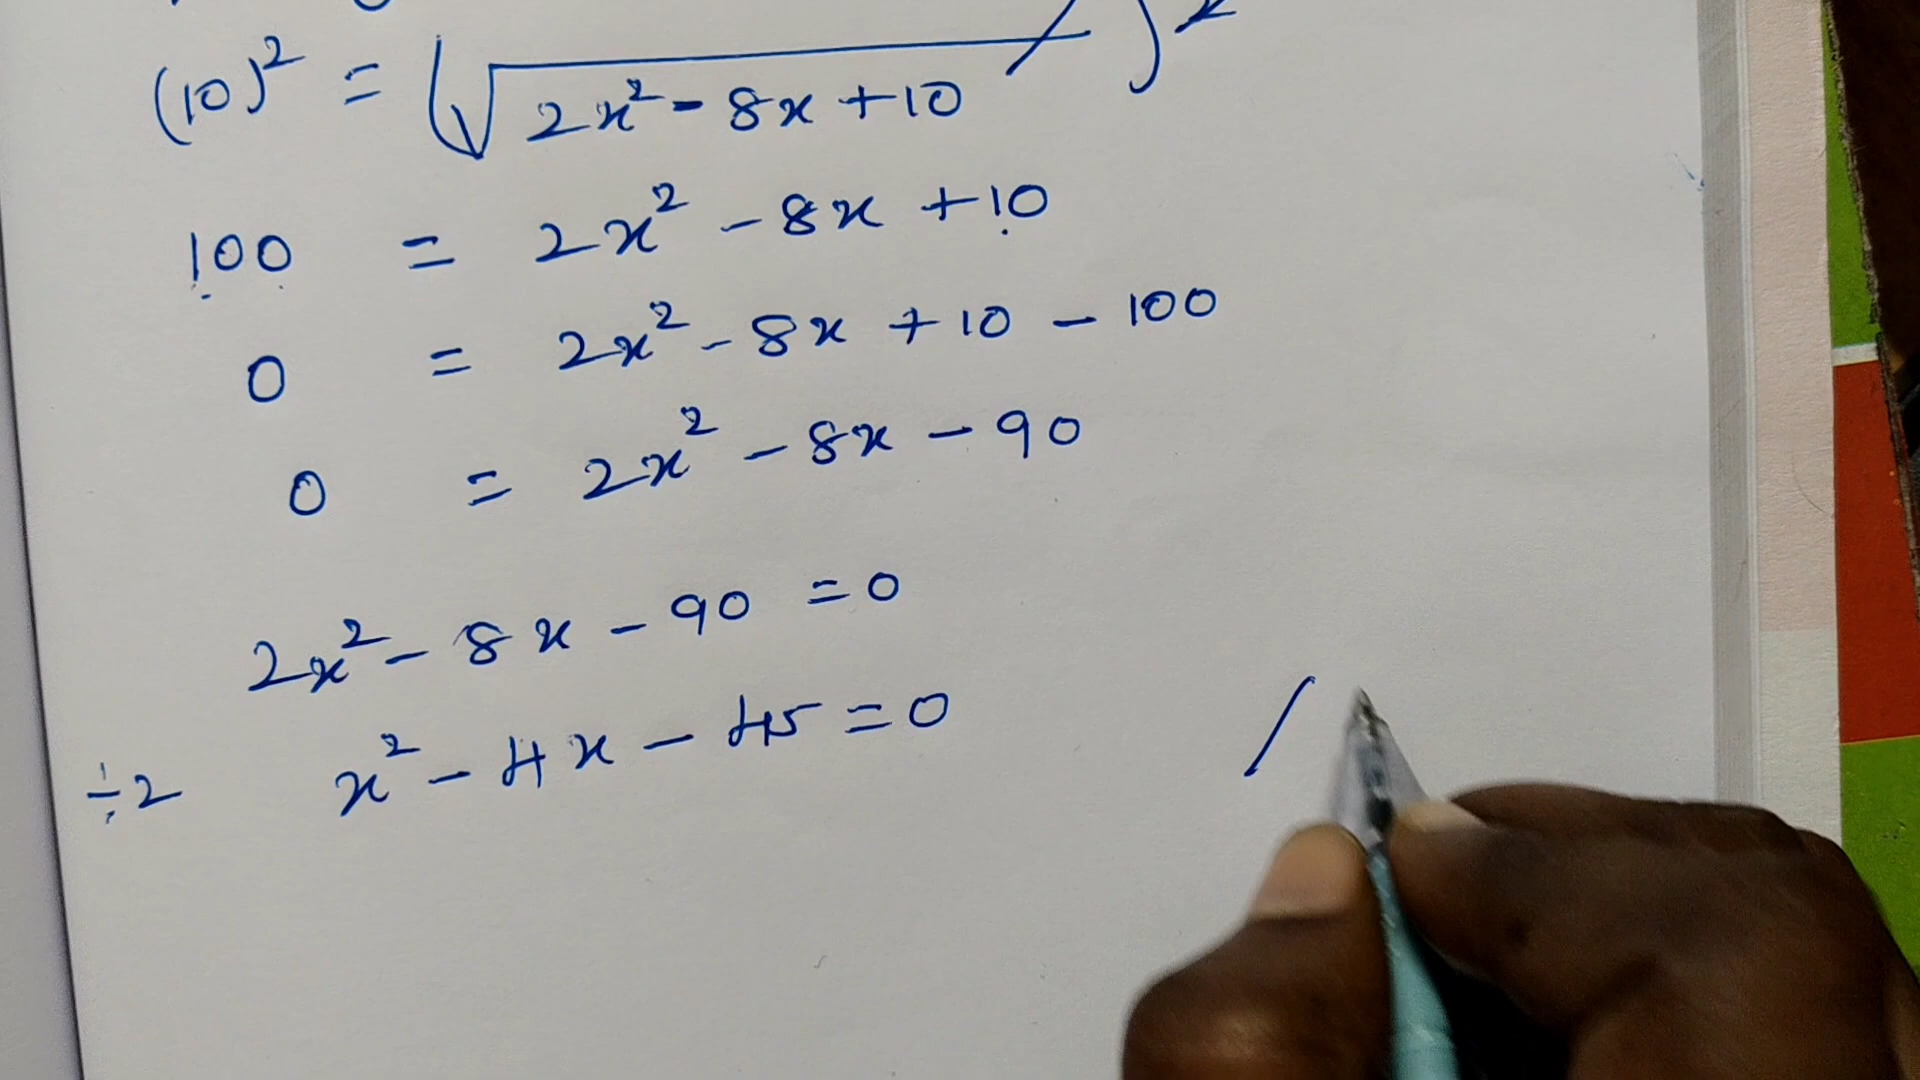 (10)² = (√2x² - 8x + 10)²
100 = 2x² - 8x + 10
0 = 2x² - 8x + 10 - 100
0 = 2x² - 8x - 90
2x² - 8x - 90 = 0
÷2 x² - 4x - 45 = 0